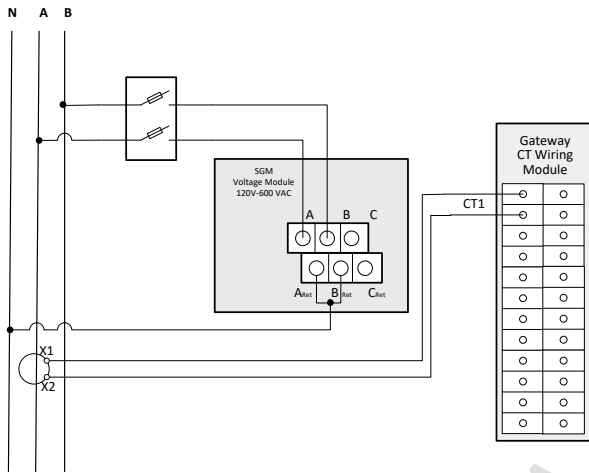 N A B
SGM
Voltage Module
120V-600 VAC
A B C
ARet BRet CRet
Gateway
CT Wiring
Module
CT1
X1
X2